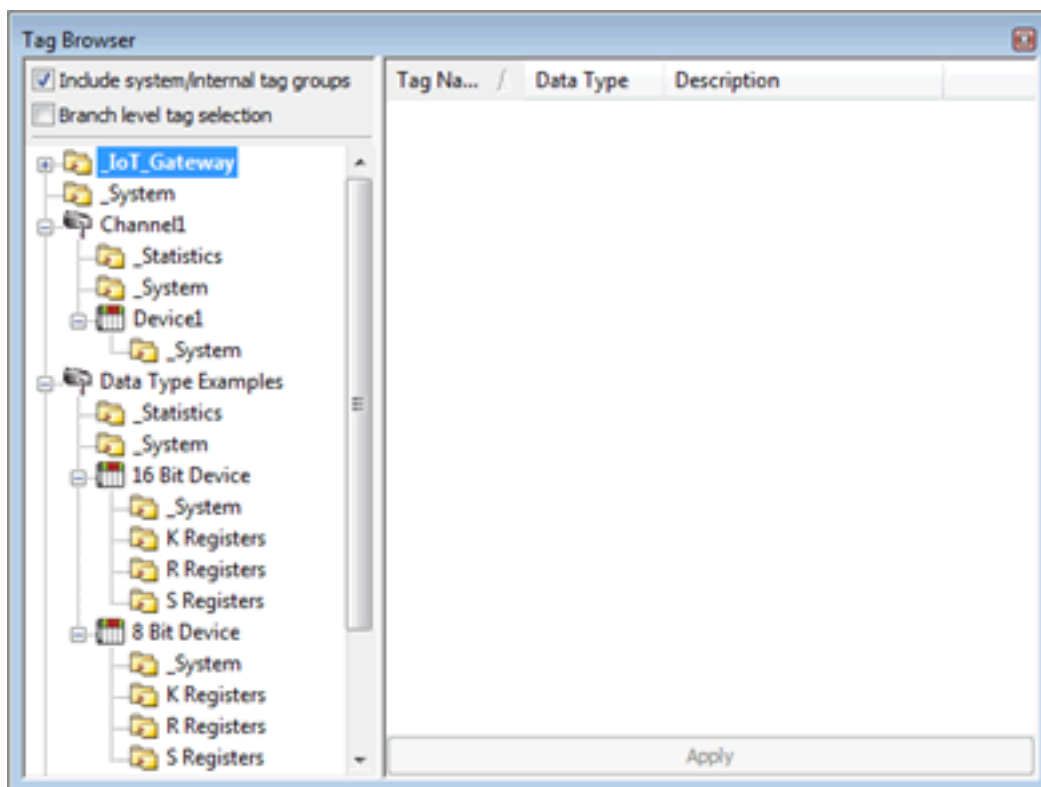 Tag Browser
Include system/internal tag groups
Branch level tag selection
Tag Na... Data Type Description
_IoT_Gateway
_System
Channel1
_Statistics
_System
Device1
_System
Data Type Examples
_Statistics
_System
16 Bit Device
_System
K Registers
R Registers
S Registers
8 Bit Device
_System
K Registers
R Registers
S Registers
Apply